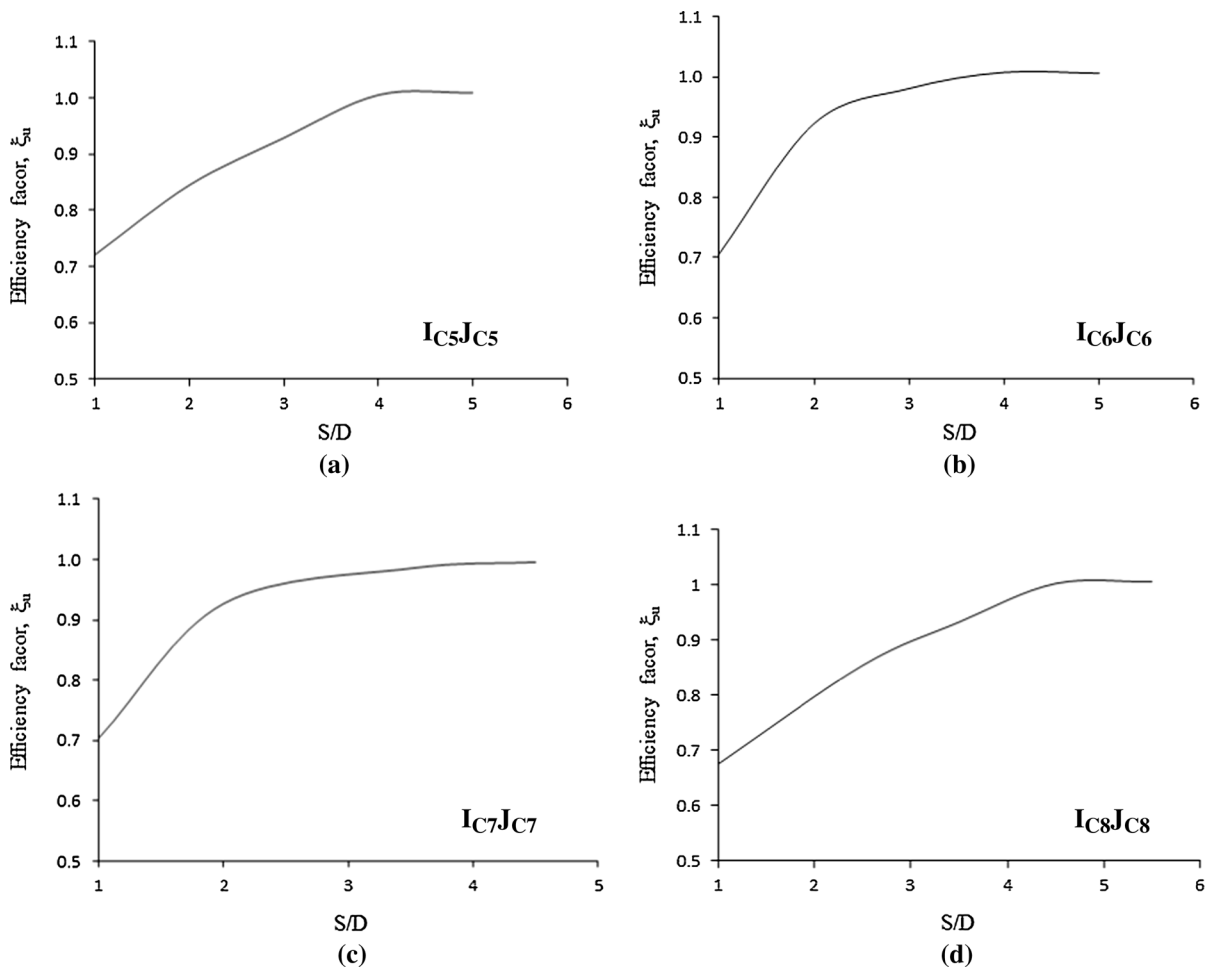 1.1
1.0
0.9
0.8
0.7
0.6
0.5
Efficiency facor, ξu
1 2 3 4 5 6
S/D
IC5JC5
(a)
1.1
1.0
0.9
0.8
0.7
0.6
0.5
Efficiency facor, ξu
1 2 3 4 5 6
S/D
IC6JC6
(b)
1.1
1.0
0.9
0.8
0.7
0.6
0.5
Efficiency facor, ξu
1 2 3 4 5
S/D
IC7JC7
(c)
1.1
1
0.9
0.8
0.7
0.6
0.5
Efficiency facor, ξu
1 2 3 4 5 6
S/D
IC8JC8
(d)